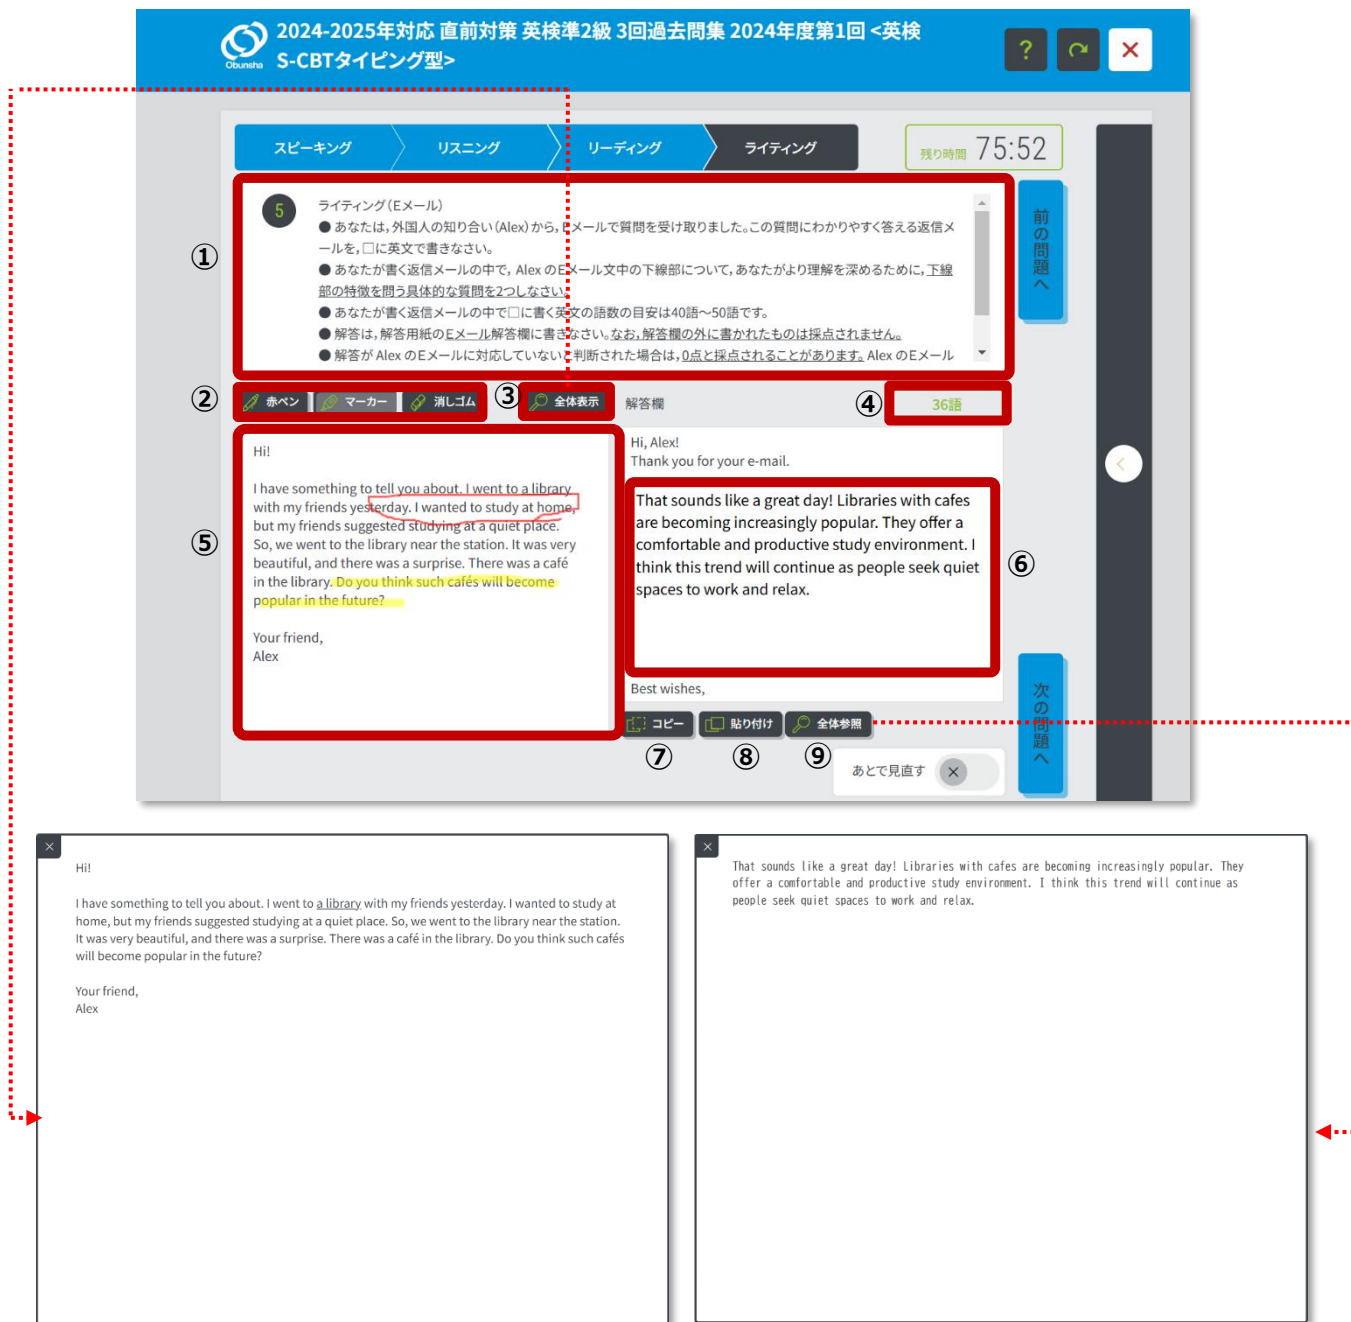 2024-2025年対応 直前対策 英検準2級 3回過去問集 2024年度第1回 <英検
S-CBTタイピング型>
Obunsha
?
スピーキング
リスニング
リーディング
ライティング
残り時間 75:52
①
5
ライティング(Eメール)
● あなたは,外国人の知り合い(Alex)から,Eメールで質問を受け取りました。この質問にわかりやすく答える返信メ
ールを,□に英文で書きなさい。
● あなたが書く返信メールの中で, Alex のEメール文中の下線部について,あなたがより理解を深めるために,下線
部の特徴を問う具体的な質問を2つしなさい。
● あなたが書く返信メールの中で□に書く英文の語数の目安は40語~50語です。
● 解答は,解答用紙のEメール解答欄に書きなさい。なお,解答欄の外に書かれたものは採点されません。
● 解答が Alex のEメールに対応していないと判断された場合は,0点と採点されることがあります。Alex のEメール
前の問題へ
②
赤ペン
マーカー
消しゴム
③
全体表示
解答欄
④
36語
⑤
Hi!
I have something to tell you about. I went to a library
with my friends yesterday. I wanted to study at home,
but my friends suggested studying at a quiet place.
So, we went to the library near the station. It was very
beautiful, and there was a surprise. There was a café
in the library. Do you think such cafés will become
popular in the future?
Your friend,
Alex
Hi, Alex!
Thank you for your e-mail.
That sounds like a great day! Libraries with cafes
are becoming increasingly popular. They offer a
comfortable and productive study environment. I
think this trend will continue as people seek quiet
spaces to work and relax.
⑥
Best wishes,
コピー
貼り付け
全体参照
⑦
⑧
⑨
あとで見直す
次の問題へ
Hi!
I have something to tell you about. I went to a library with my friends yesterday. I wanted to study at
home, but my friends suggested studying at a quiet place. So, we went to the library near the station.
It was very beautiful, and there was a surprise. There was a café in the library. Do you think such cafés
will become popular in the future?
Your friend,
Alex
That sounds like a great day! Libraries with cafes are becoming increasingly popular. They
offer a comfortable and productive study environment. I think this trend will continue as
people seek quiet spaces to work and relax.